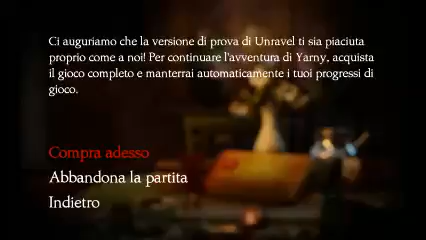 Ci auguriamo che la versione di prova di Unravel ti sia piaciuta
proprio come a noi! Per continuare l'avventura di Yarny, acquista
il gioco completo e manterrai automaticamente i tuoi progressi di
gioco.
Compra adesso
Abbandona la partita
Indietro